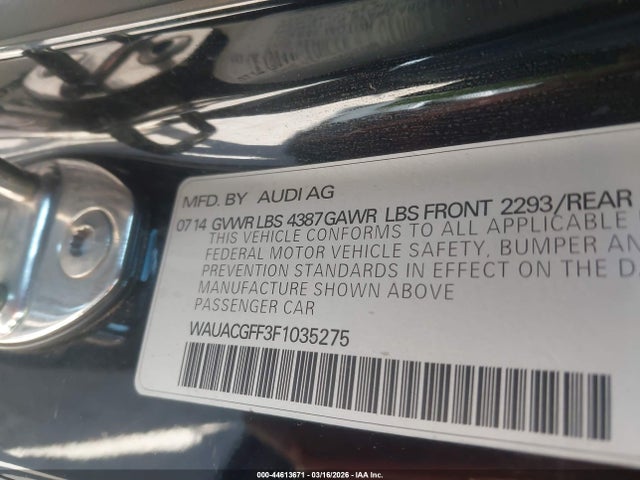 MFD. BY AUDI AG
07 14 GVWR LBS 4387 GAWR LBS FRONT 2293/REAR
THIS VEHICLE CONFORMS TO ALL APPLICABLE
FEDERAL MOTOR VEHICLE SAFETY, BUMPER AN
PREVENTION STANDARDS IN EFFECT ON THE D
MANUFACTURE SHOWN ABOVE
PASSENGER CAR
WAUACGFF3F1035275
000-44613671 | 03/16/2026 | IAA Inc.